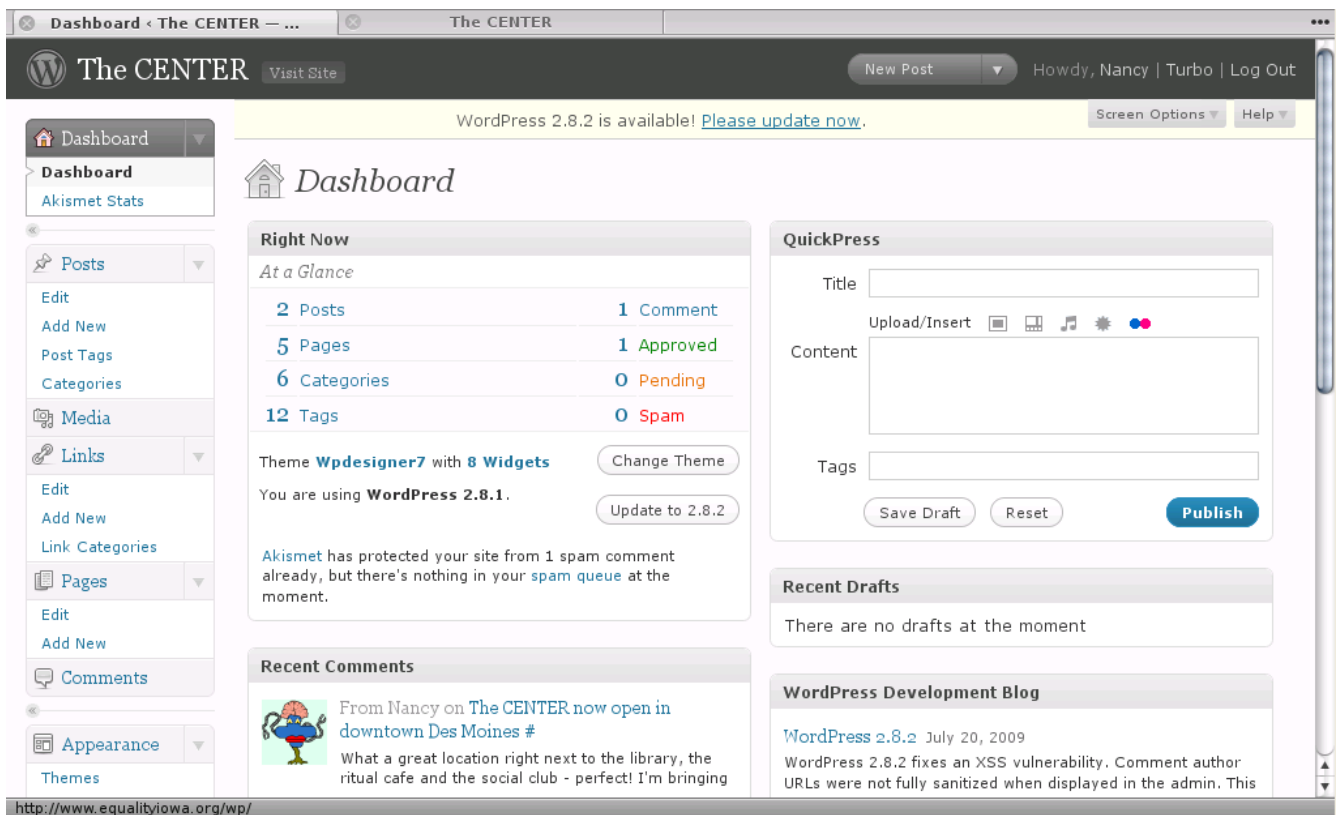 Dashboard ‹ The CENTER — ...
The CENTER
The CENTER Visit Site
New Post
Howdy, Nancy | Turbo | Log Out
WordPress 2.8.2 is available! Please update now.
Screen Options
Help
Dashboard
Dashboard
Akismet Stats
Posts
Edit
Add New
Post Tags
Categories
Media
Links
Edit
Add New
Link Categories
Pages
Edit
Add New
Comments
Appearance
Themes
Dashboard
Right Now
At a Glance
2 Posts 1 Comment
5 Pages 1 Approved
6 Categories 0 Pending
12 Tags 0 Spam
Theme Wpdesigner7 with 8 Widgets
Change Theme
You are using WordPress 2.8.1.
Update to 2.8.2
Akismet has protected your site from 1 spam comment
already, but there's nothing in your spam queue at the
moment.
Recent Comments
From Nancy on The CENTER now open in
downtown Des Moines #
What a great location right next to the library, the
ritual cafe and the social club - perfect! I'm bringing
QuickPress
Title
Upload/Insert
Content
Tags
Save Draft
Reset
Publish
Recent Drafts
There are no drafts at the moment
WordPress Development Blog
WordPress 2.8.2 July 20, 2009
WordPress 2.8.2 fixes an XSS vulnerability. Comment author
URLs were not fully sanitized when displayed in the admin. This
http://www.equalityiowa.org/wp/